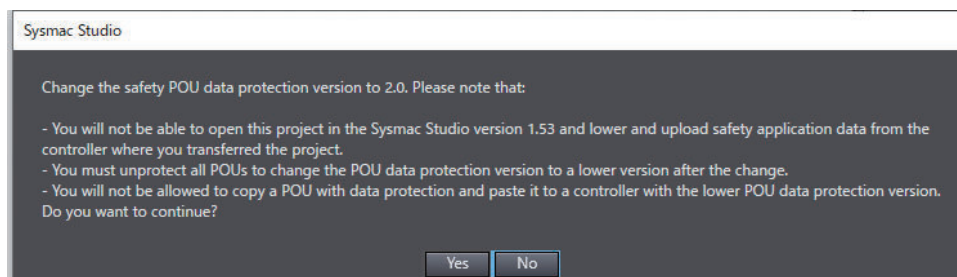 Sysmac Studio
Change the safety POU data protection version to 2.0. Please note that:
- You will not be able to open this project in the Sysmac Studio version 1.53 and lower and upload safety application data from the
controller where you transferred the project.
- You must unprotect all POUs to change the POU data protection version to a lower version after the change.
- You will not be allowed to copy a POU with data protection and paste it to a controller with the lower POU data protection version.
Do you want to continue?
Yes No